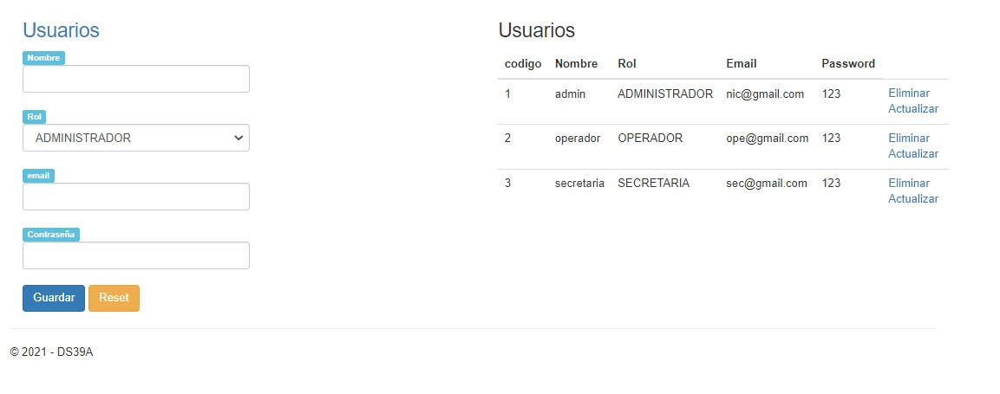 Usuarios
Nombre
Rol
ADMINISTRADOR
email
Contraseña
Guardar Reset
Usuarios
codigo Nombre Rol Email Password
1 admin ADMINISTRADOR nic@gmail.com 123 Eliminar
Actualizar
2 operador OPERADOR ope@gmail.com 123 Eliminar
Actualizar
3 secretaria SECRETARIA sec@gmail.com 123 Eliminar
Actualizar
© 2021 - DS39A